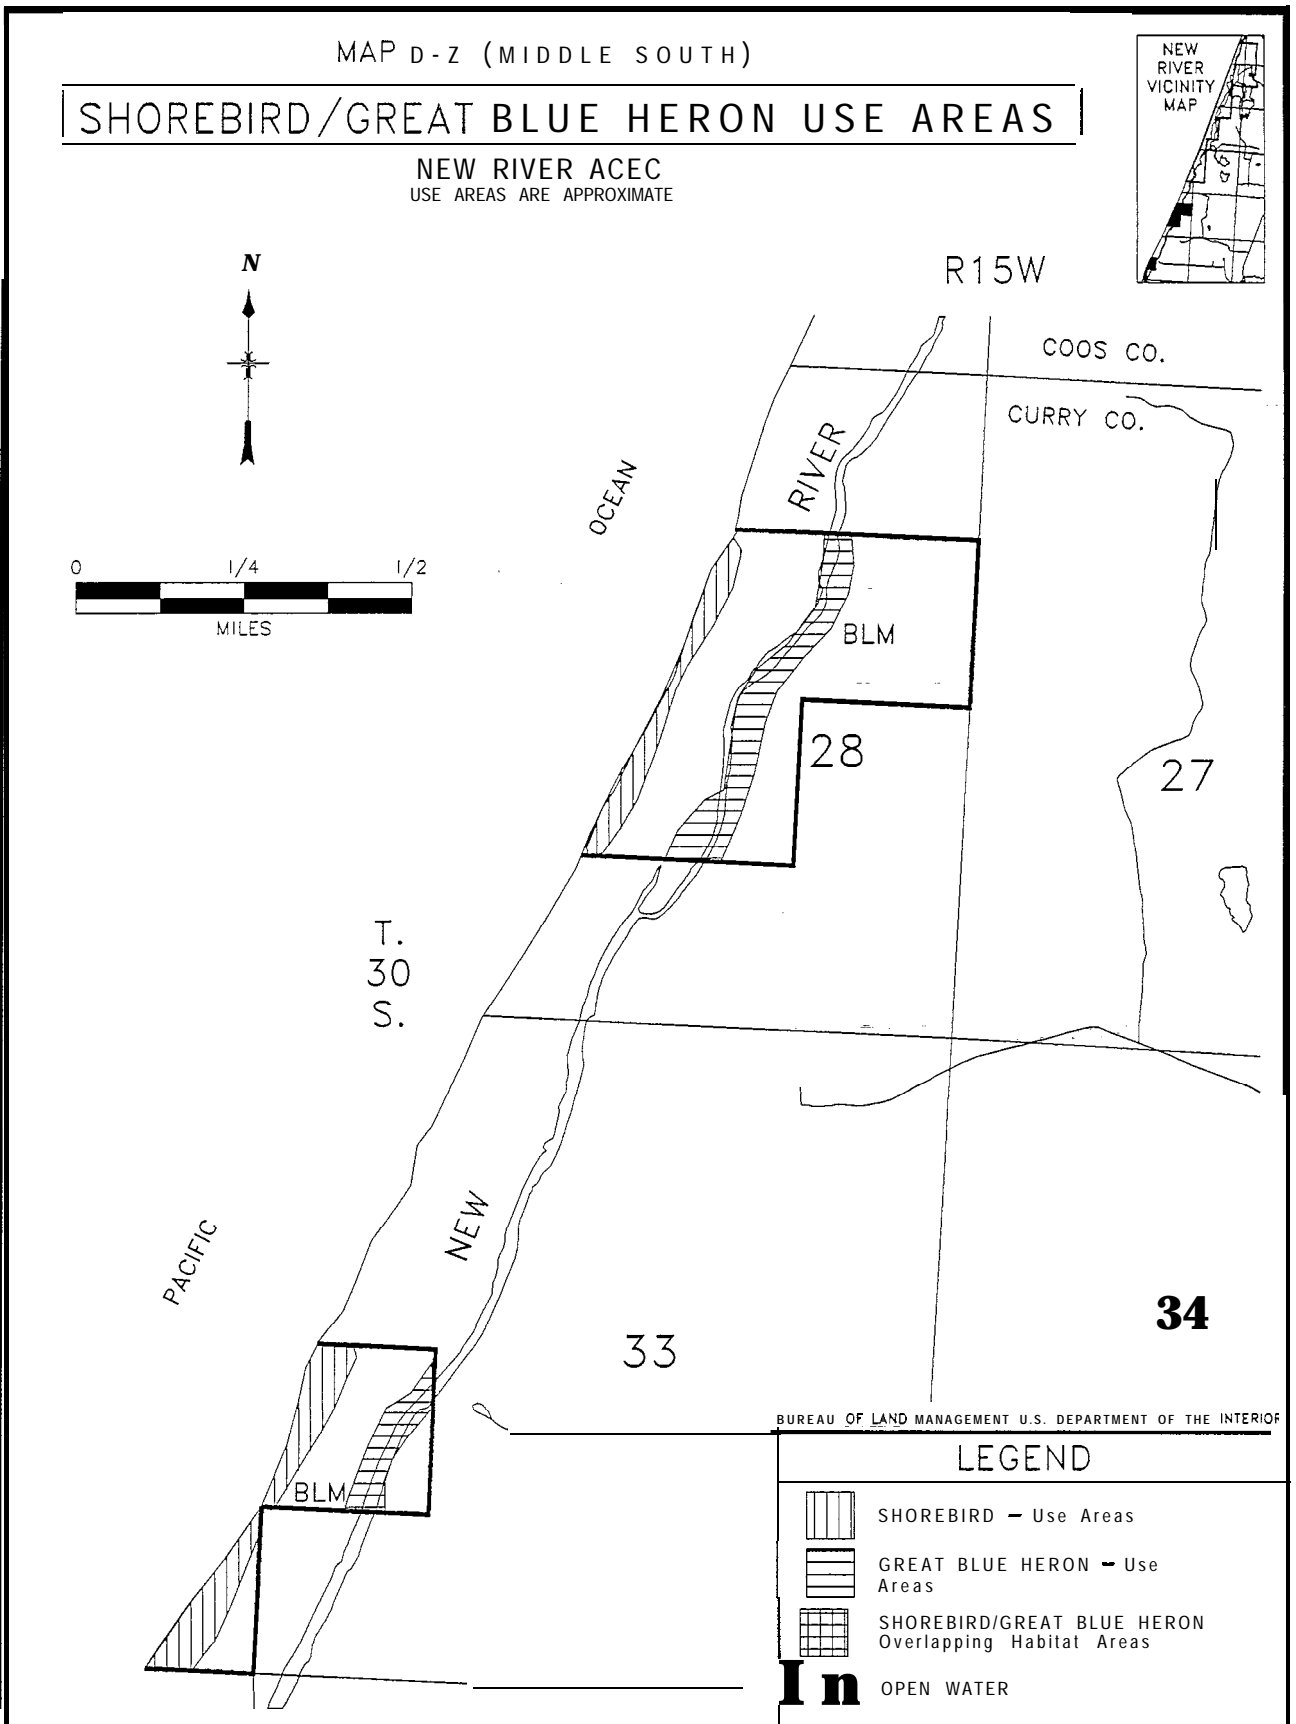 MAP D-Z (MIDDLE SOUTH)
SHOREBIRD/GREAT BLUE HERON USE AREAS
NEW RIVER ACEC
USE AREAS ARE APPROXIMATE
NEW
RIVER
VICINITY
MAP
N
R15W
COOS CO.
CURRY CO.
RIVER
OCEAN
0 1/4 1/2
MILES
BLM
28
27
T.
30
S.
NEW
PACIFIC
34
33
BLM
BUREAU OF LAND MANAGEMENT U.S. DEPARTMENT OF THE INTERIOR
LEGEND
SHOREBIRD – Use Areas
GREAT BLUE HERON – Use
Areas
SHOREBIRD/GREAT BLUE HERON
Overlapping Habitat Areas
In OPEN WATER